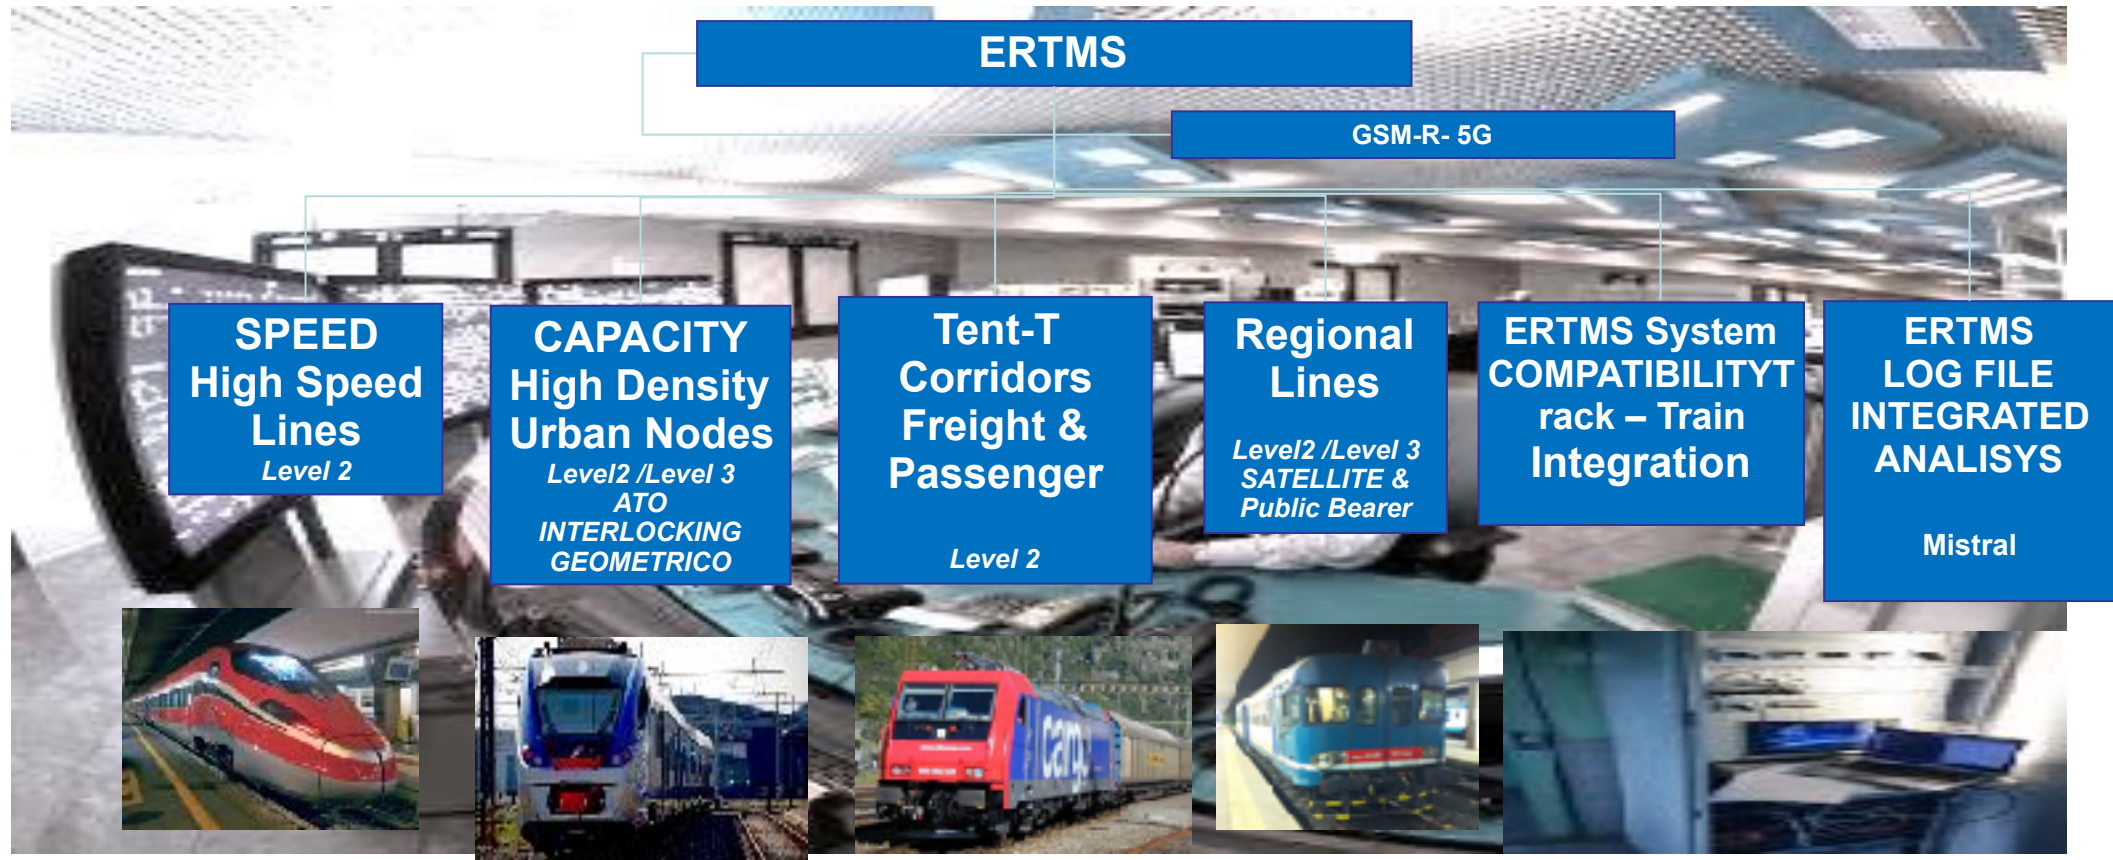 ERTMS
GSM-R- 5G
SPEED
High Speed
Lines
Level 2
CAPACITY
High Density
Urban Nodes
Level2 /Level 3
ATO
INTERLOCKING
GEOMETRICO
Tent-T
Corridors
Freight &
Passenger
Level 2
Regional
Lines
Level2 /Level 3
SATELLITE &
Public Bearer
ERTMS System
COMPATIBILITYT
rack – Train
Integration
ERTMS
LOG FILE
INTEGRATED
ANALISYS
Mistral